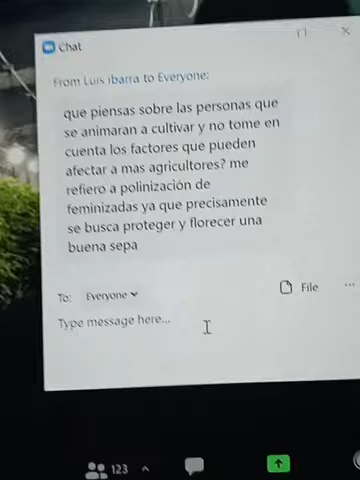 Chat
From Luis ibarra to Everyone:
que piensas sobre las personas que
se animaran a cultivar y no tome en
cuenta los factores que pueden
afectar a mas agricultores? me
refiero a polinización de
feminizadas ya que precisamente
se busca proteger y florecer una
buena sepa
To: Everyone
File
Type message here...
123